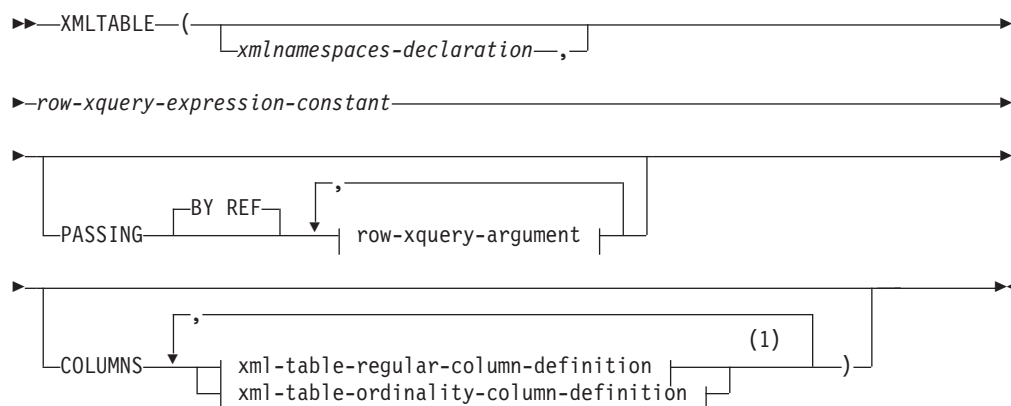 XMLTABLE (
xmlnamespaces-declaration ,
row-xquery-expression-constant
,
BY REF
PASSING row-xquery-argument
,
(1)
COLUMNS xml-table-regular-column-definition )
xml-table-ordinality-column-definition